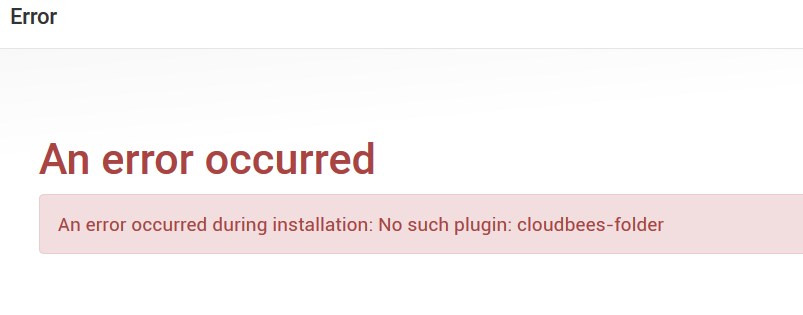 Error
An error occurred
An error occurred during installation: No such plugin: cloudbees-folder